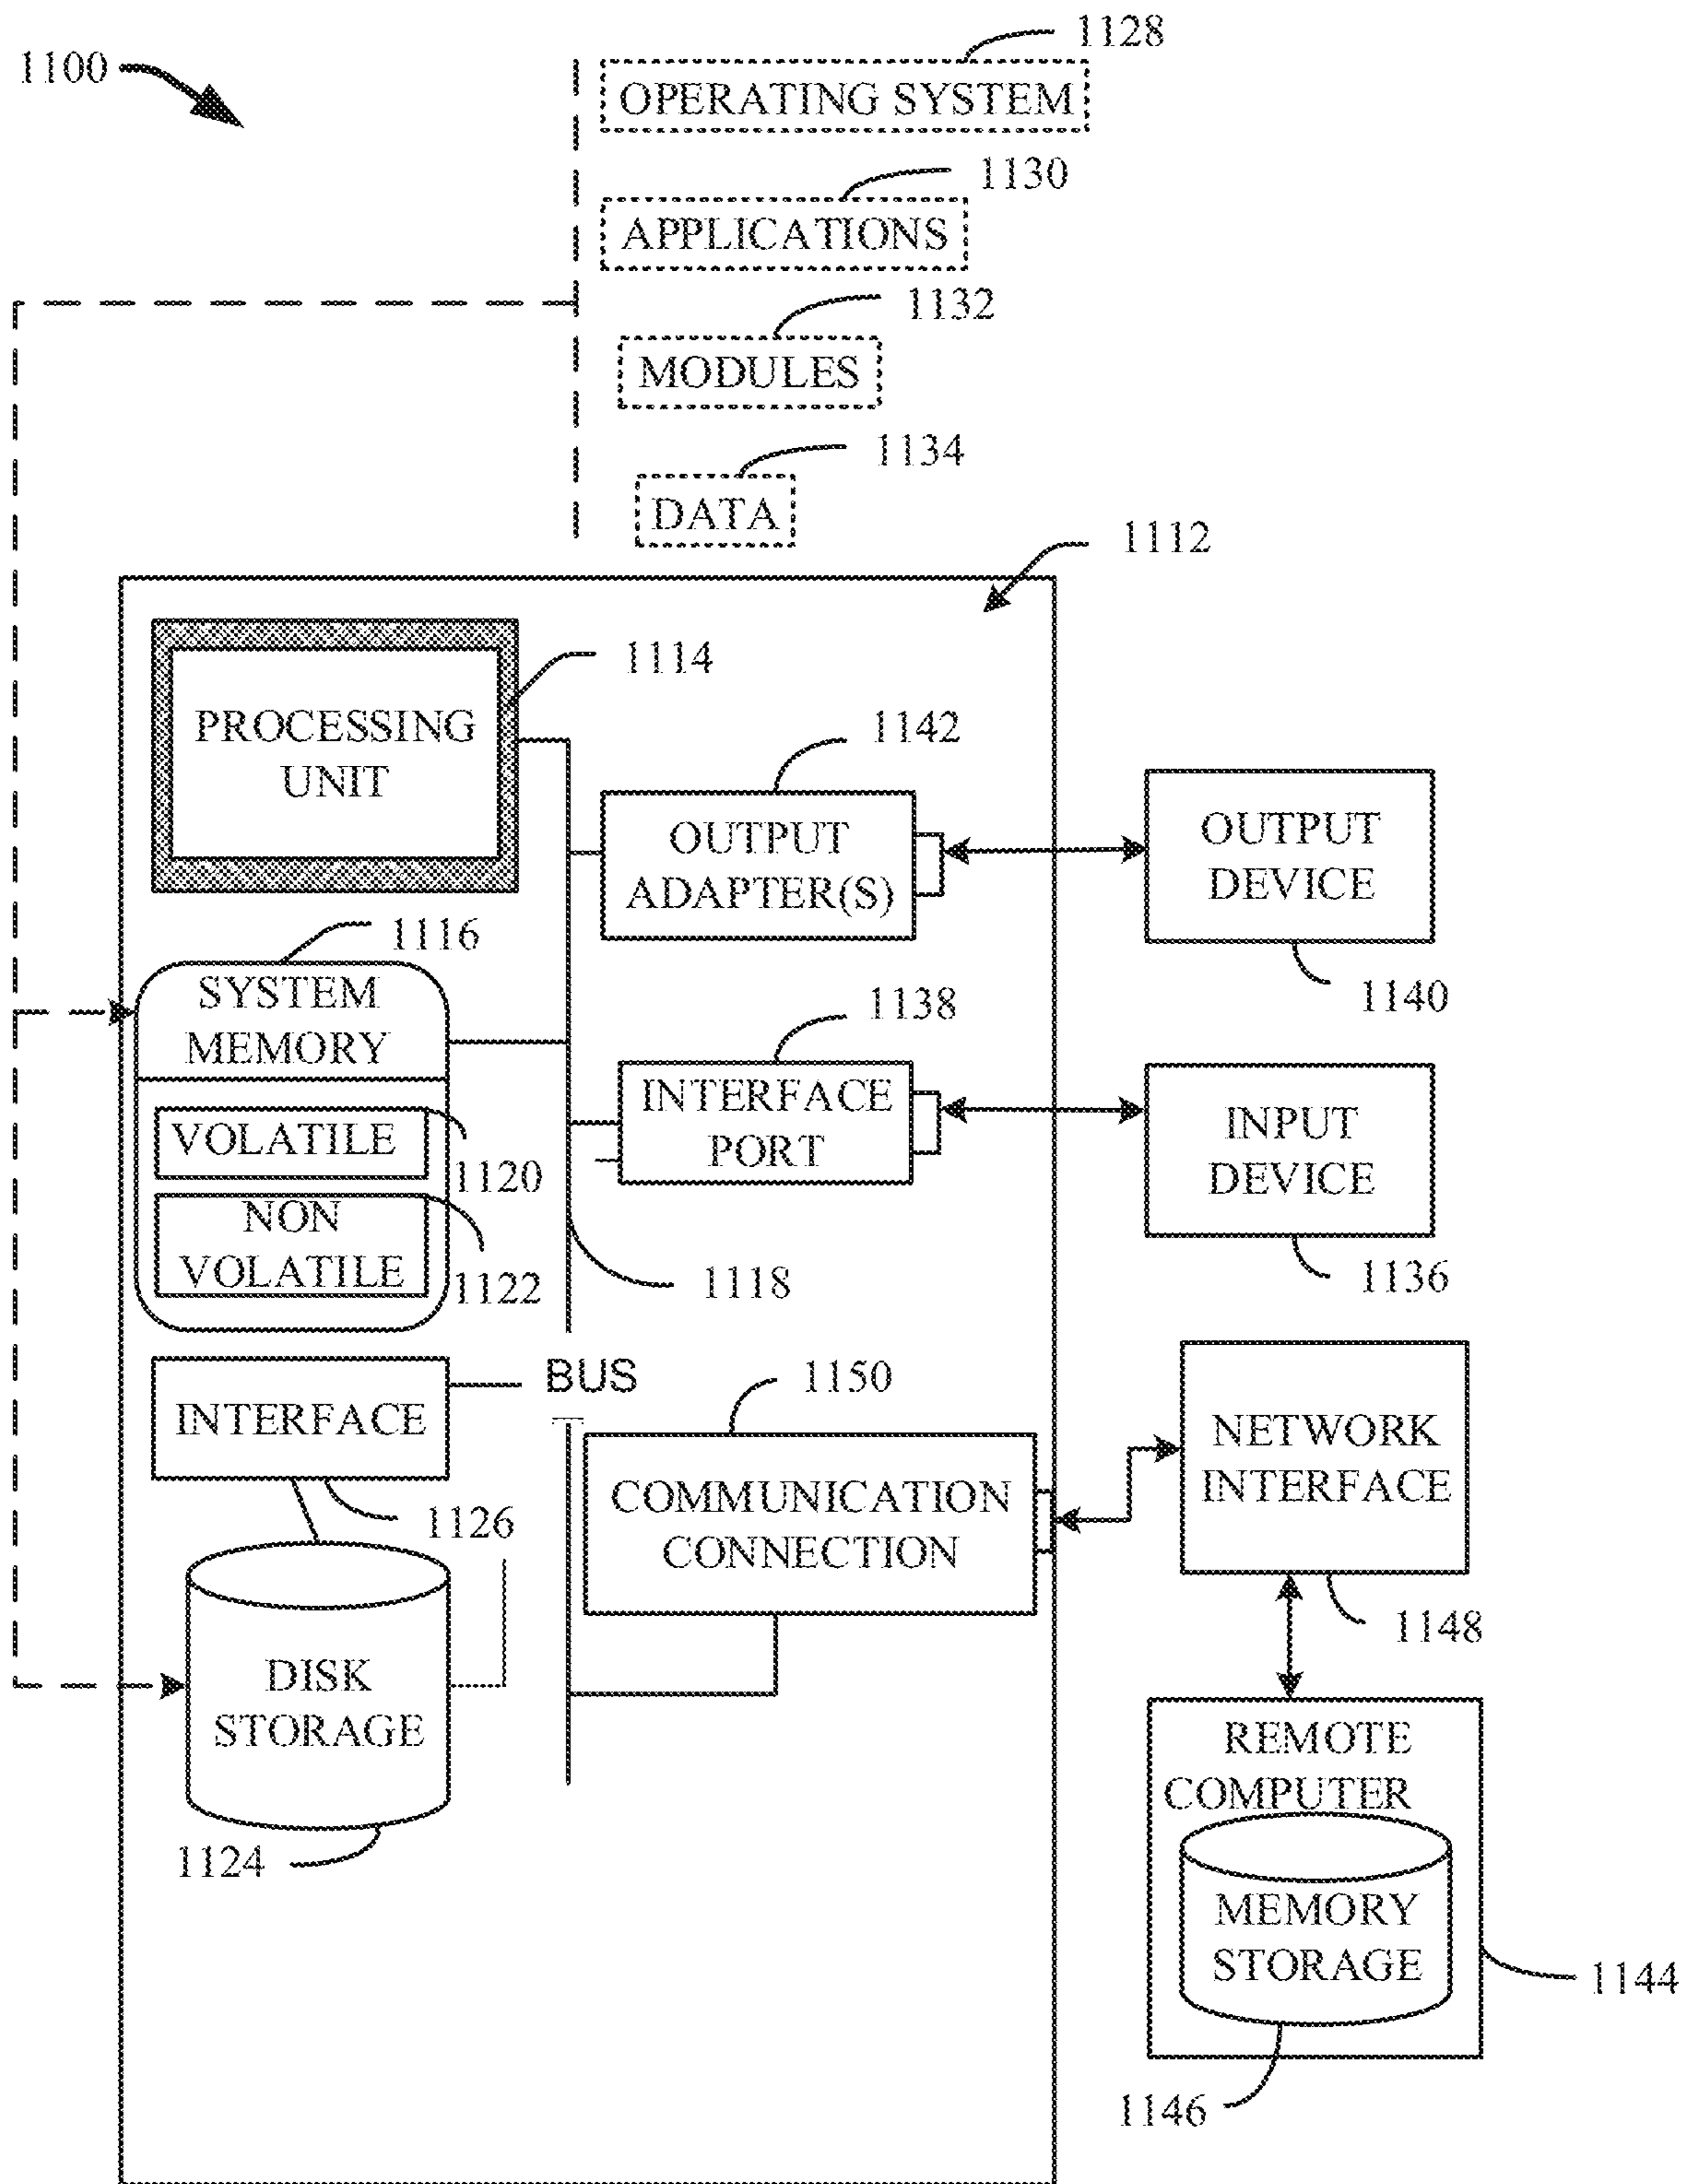 1128
1100
OPERATING SYSTEM
1130
APPLICATIONS
1132
MODULES
1134
DATA
1112
1114
PROCESSING
UNIT
1142
OUTPUT
ADAPTER(S)
OUTPUT
DEVICE
1140
1116
SYSTEM
MEMORY
1138
INTERFACE
PORT
INPUT
DEVICE
1136
VOLATILE
1120
NON
VOLATILE
1122
1118
BUS
INTERFACE
1126
1150
COMMUNICATION
CONNECTION
NETWORK
INTERFACE
1148
DISK
STORAGE
1124
REMOTE
COMPUTER
MEMORY
STORAGE
1144
1146